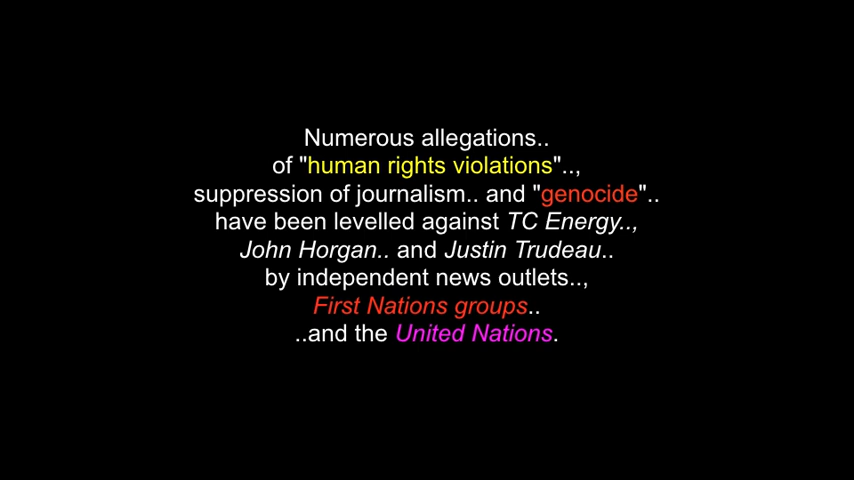 Numerous allegations..
of "human rights violations"..,
suppression of journalism.. and "genocide"..
have been levelled against TC Energy..,
John Horgan.. and Justin Trudeau..
by independent news outlets..,
First Nations groups..
..and the United Nations.